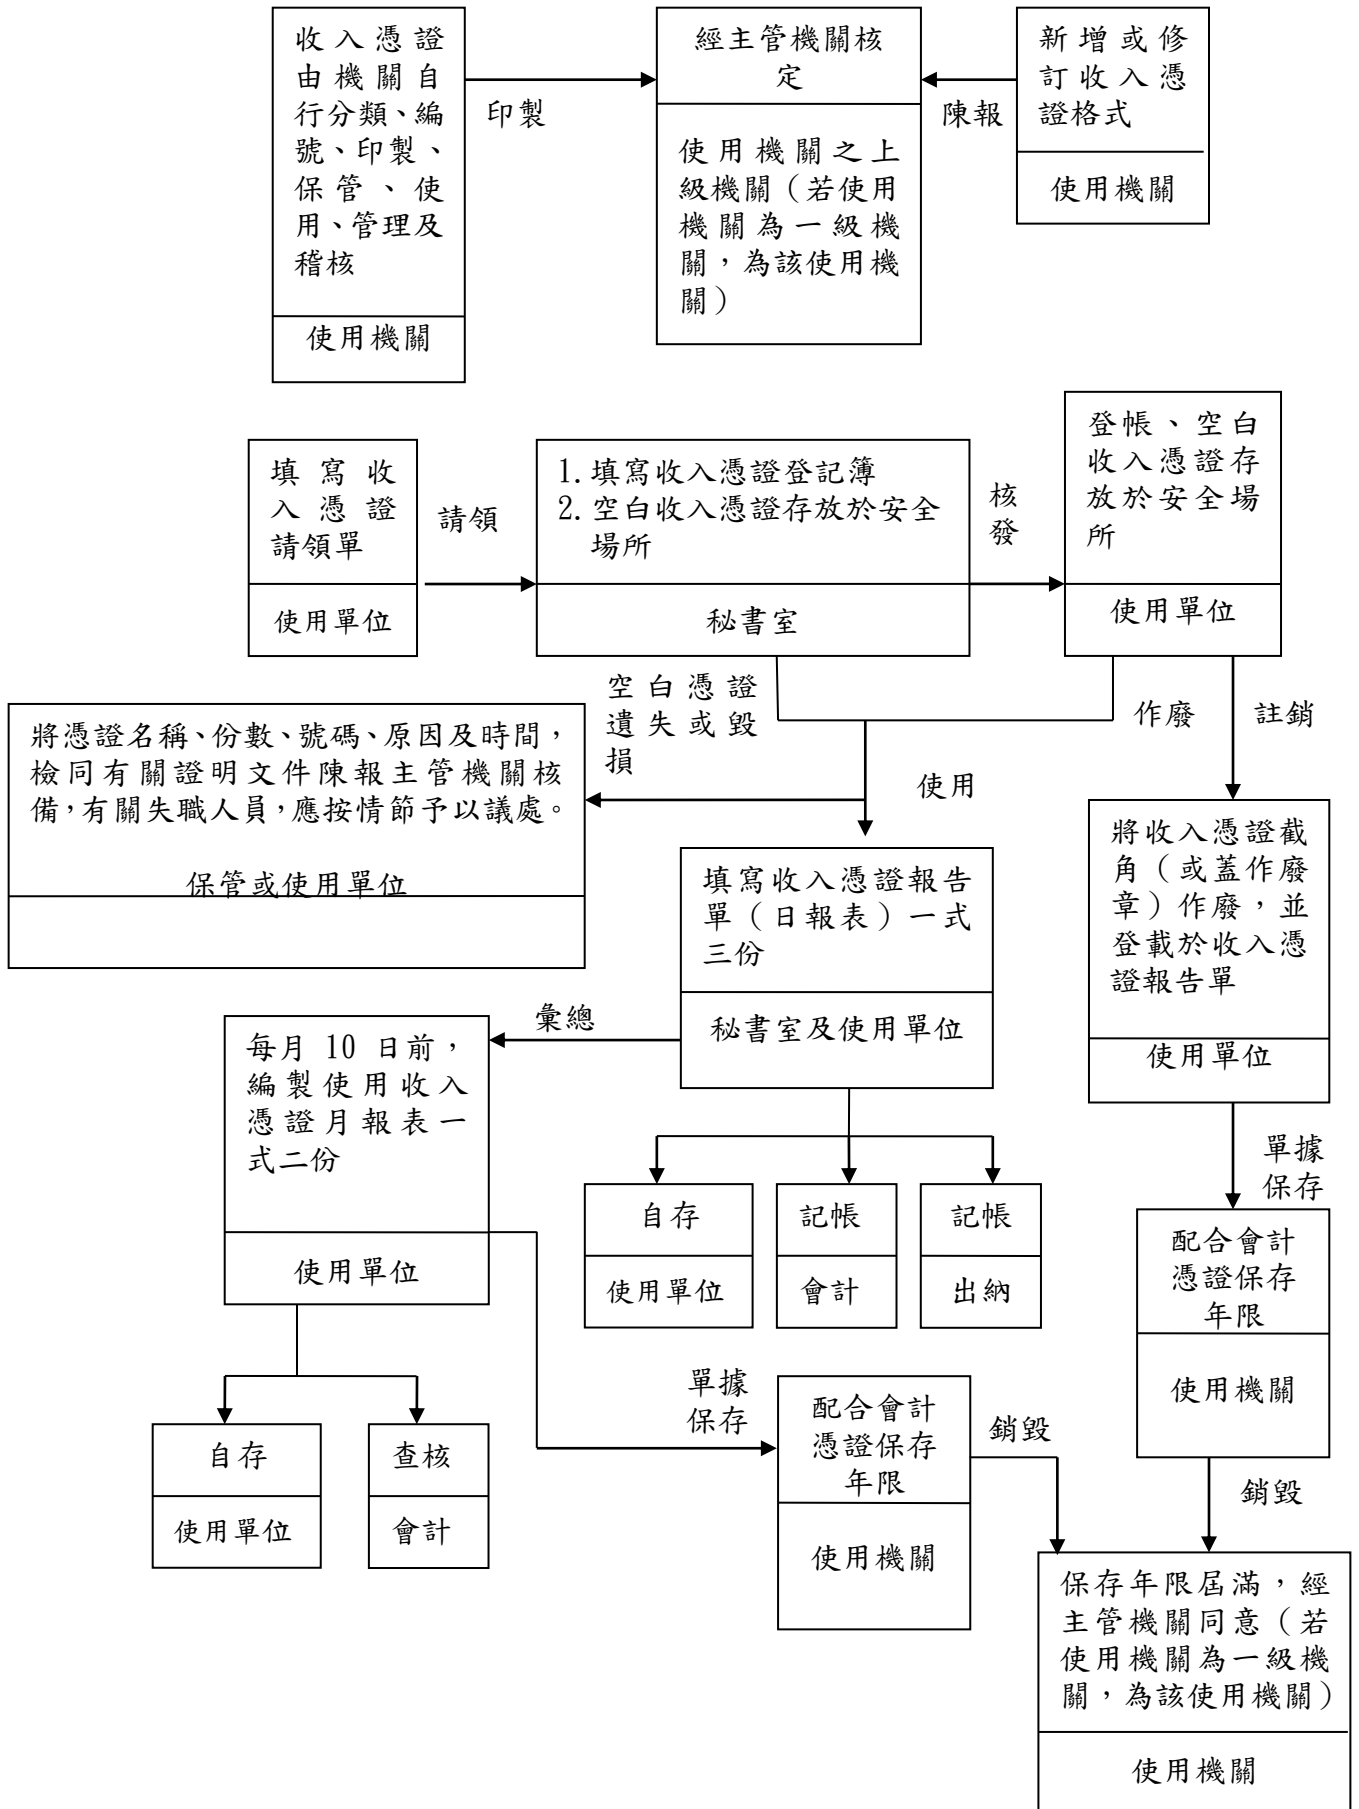 收入憑證
由機關自
行分類、編
號、印製、
保管、使
用、管理及
稽核
使用機關
印製
經主管機關核
定
使用機關之上
級機關（若使用
機關為一級機
關，為該使用機
關）
陳報
新增或修
訂收入憑
證格式
使用機關
填寫收
入憑證
請領單
使用單位
請領
1.填寫收入憑證登記簿
2.空白收入憑證存放於安全
場所
秘書室
核
發
登帳、空白
收入憑證存
放於安全場
所
使用單位
空白憑證
遺失或毀
損
使用
作廢
註銷
將憑證名稱、份數、號碼、原因及時間，
檢同有關證明文件陳報主管機關核
備，有關失職人員，應按情節予以議處。
保管或使用單位
填寫收入憑證報告
單（日報表）一式
三份
秘書室及使用單位
將收入憑證截
角（或蓋作廢
章）作廢，並
登載於收入憑
證報告單
使用單位
彙總
每月 10 日前，
編製使用收入
憑證月報表一
式二份
使用單位
自存
使用單位
記帳
會計
記帳
出納
單據
保存
配合會計
憑證保存
年限
使用機關
自存
使用單位
查核
會計
單據
保存
配合會計
憑證保存
年限
使用機關
銷毀
銷毀
保存年限屆滿，經
主管機關同意（若
使用機關為一級機
關，為該使用機關）
使用機關